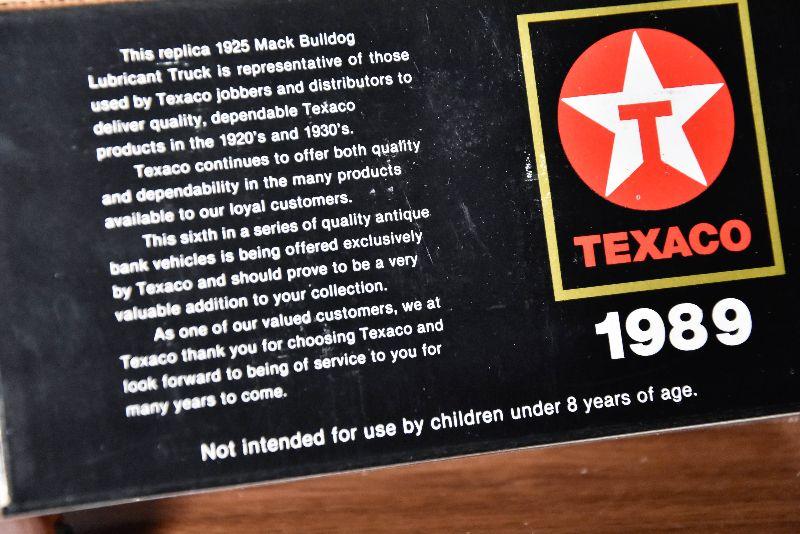 This replica 1925 Mack Bulldog
Lubricant Truck is representative of those
used by Texaco jobbers and distributors to
deliver quality, dependable Texaco
products in the 1920's and 1930's.
Texaco continues to offer both quality
and dependability in the many products
available to our loyal customers.
This sixth in a series of quality antique
bank vehicles is being offered exclusively
by Texaco and should prove to be a very
valuable addition to your collection.
As one of our valued customers, we at
Texaco thank you for choosing Texaco and
look forward to being of service to you for
many years to come.
T
TEXACO
1989
Not intended for use by children under 8 years of age.